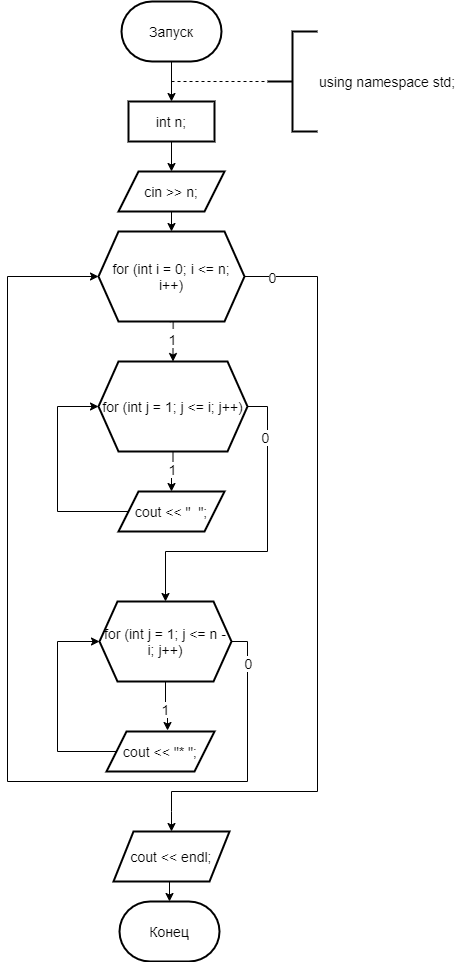 Запуск
using namespace std;
int n;
cin >> n;
for (int i = 0; i <= n;
i++)
0
1
for (int j = 1; j <= i; j++)
0
1
cout << "  ";
for (int j = 1; j <= n -
i; j++)
0
1
cout << "* ";
cout << endl;
Конец